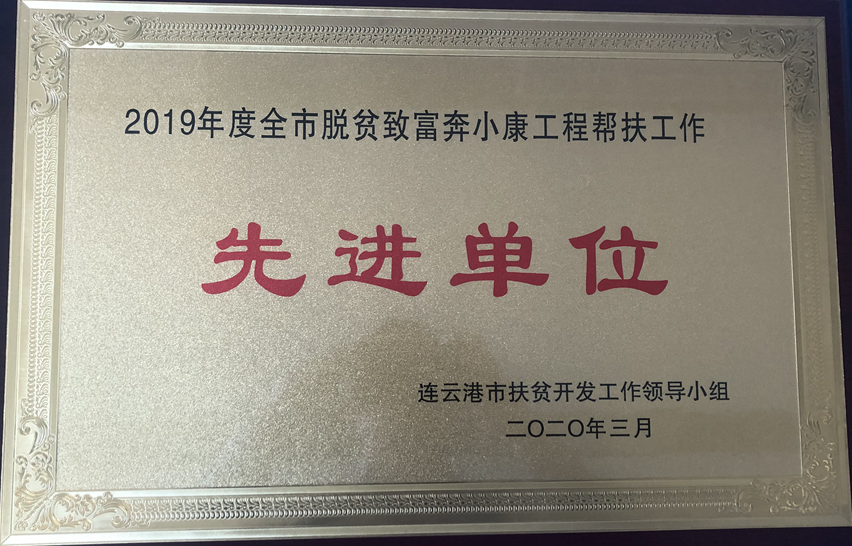 2019年度全市脱贫致富奔小康工程帮扶工作
先进单位
连云港市扶贫开发工作领导小组
二〇二〇年三月